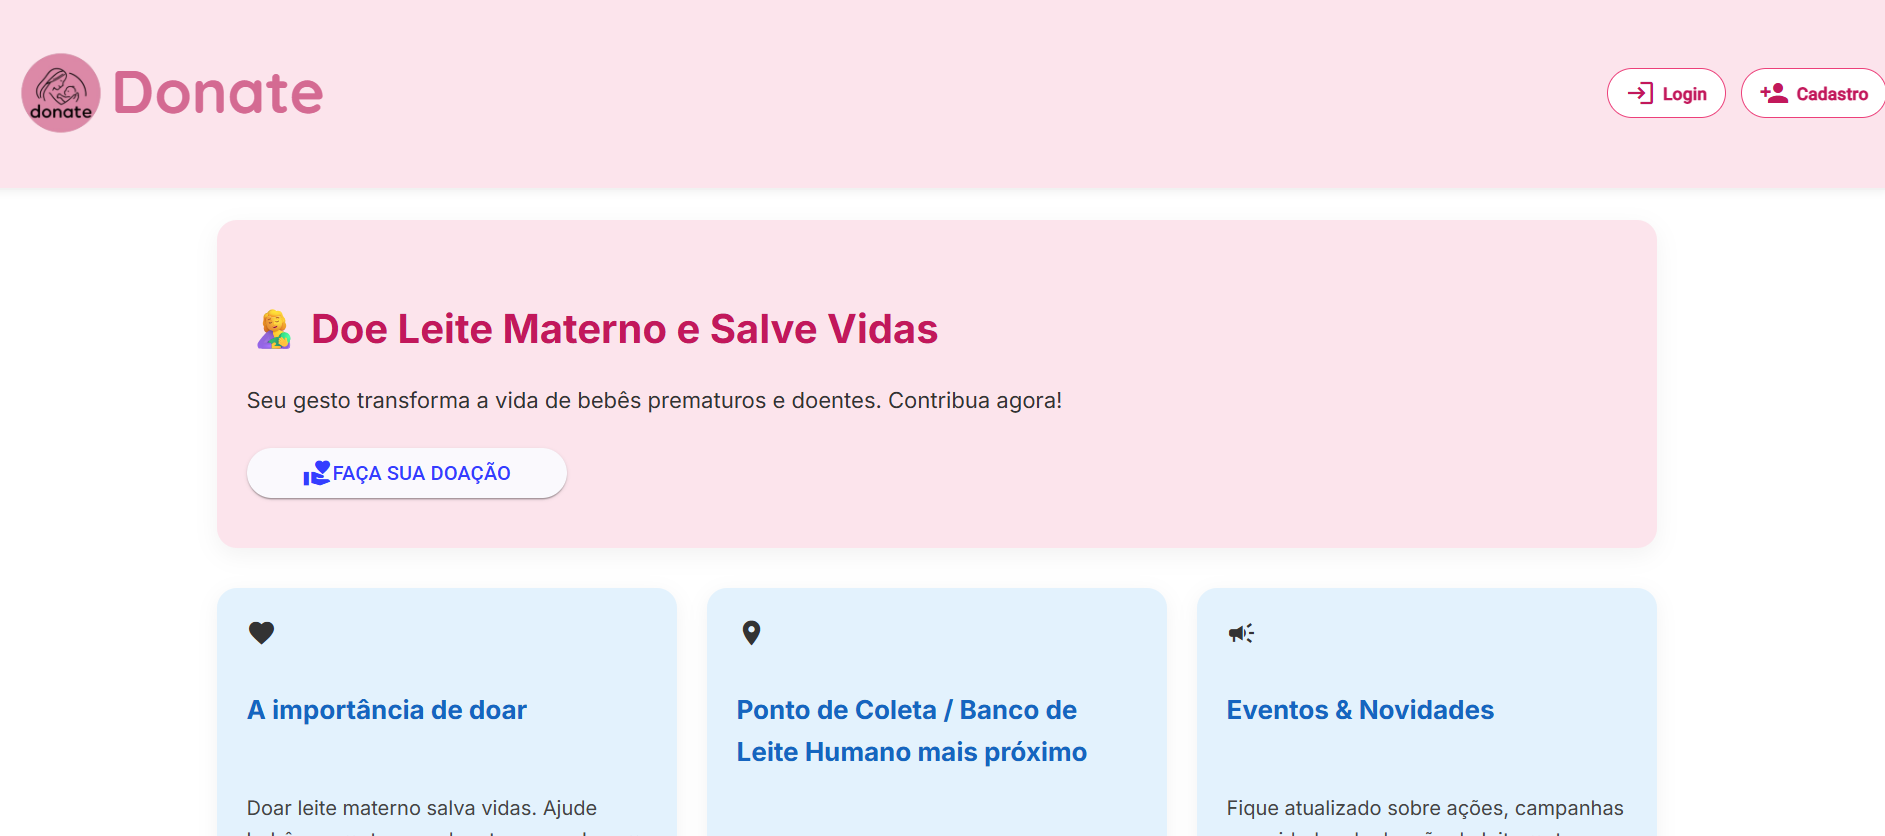 donate
Donate
Login
Cadastro
Doe Leite Materno e Salve Vidas
Seu gesto transforma a vida de bebês prematuros e doentes. Contribua agora!
FAÇA SUA DOAÇÃO
A importância de doar
Ponto de Coleta / Banco de
Leite Humano mais próximo
Eventos & Novidades
Doar leite materno salva vidas. Ajude
Fique atualizado sobre ações, campanhas